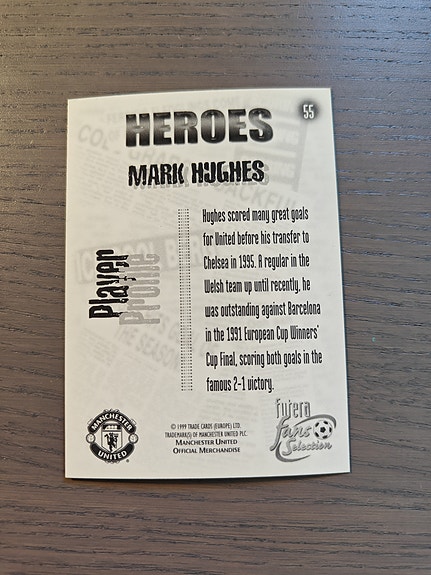 HEROES
55
MARK HUGHES
Player
Profile
Hughes scored many great goals
for United before his transfer to
Chelsea in 1995. A regular in the
Welsh team up until recently, he
was outstanding against Barcelona
in the 1991 European Cup Winners'
Cup Final, scoring both goals in the
famous 2-1 victory.
MANCHESTER
UNITED
© 1999 TRADE CARDS (EUROPE) LTD.
TRADEMARK(S) OF MANCHESTER UNITED PLC.
MANCHESTER UNITED
OFFICIAL MERCHANDISE
futera
fans
Selection